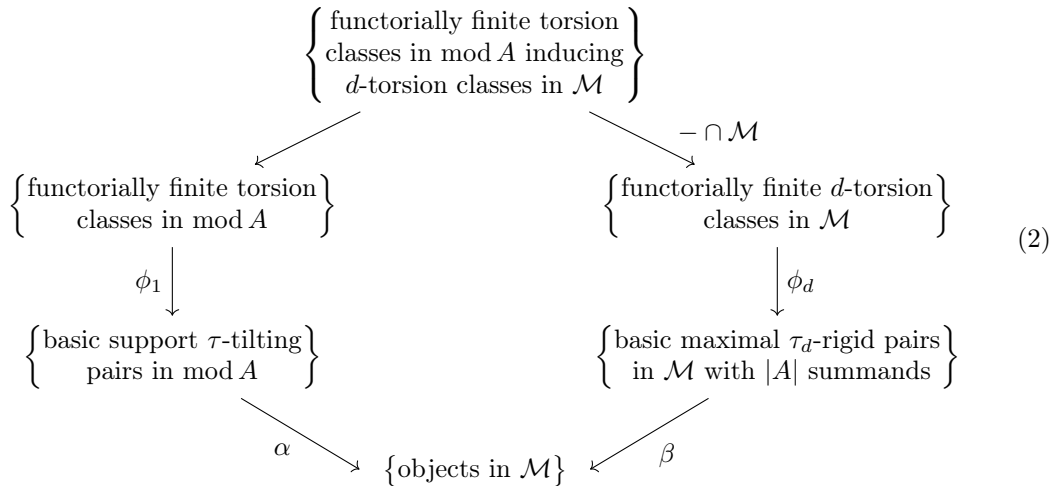 {functorially finite torsion
classes in mod A inducing
d-torsion classes in ℳ}
− ∩ ℳ
{functorially finite torsion
classes in mod A}
{functorially finite d-torsion
classes in ℳ}
(2)
ϕ₁
ϕ_d
{basic support τ-tilting
pairs in mod A}
{basic maximal τ_d-rigid pairs
in ℳ with |A| summands}
α
β
{objects in ℳ}